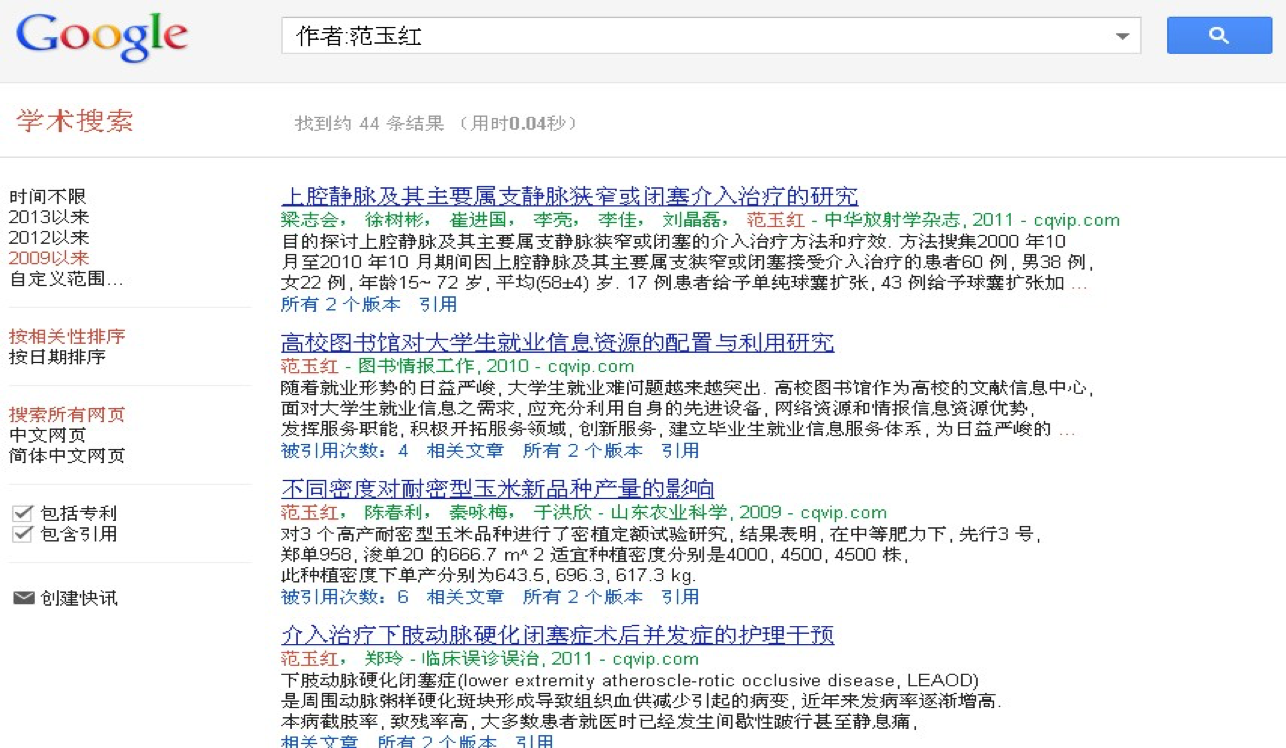 Google
作者:范玉红
学术搜索
找到约 44 条结果 （用时0.04秒）
时间不限
2013以来
2012以来
2009以来
自定义范围...
按相关性排序
按日期排序
搜索所有网页
中文网页
简体中文网页
包括专利
包含引用
创建快讯
上腔静脉及其主要属支静脉狭窄或闭塞介入治疗的研究
梁志会， 徐树彬， 崔进国， 李亮， 李佳， 刘晶磊， 范玉红 - 中华放射学杂志, 2011 - cqvip.com
目的探讨上腔静脉及其主要属支静脉狭窄或闭塞的介入治疗方法和疗效. 方法搜集2000 年10
月至2010 年10 月期间因上腔静脉及其主要属支狭窄或闭塞接受介入治疗的患者60 例, 男38 例,
女22 例, 年龄15~ 72 岁, 平均(58±4) 岁. 17 例患者给予单纯球囊扩张, 43 例给予球囊扩张加 ...
所有 2 个版本 引用
高校图书馆对大学生就业信息资源的配置与利用研究
范玉红 - 图书情报工作, 2010 - cqvip.com
随着就业形势的日益严峻, 大学生就业难问题越来越突出. 高校图书馆作为高校的文献信息中心,
面对大学生就业信息之需求, 应充分利用自身的先进设备, 网络资源和情报信息资源优势,
发挥服务职能, 积极开拓服务领域, 创新服务, 建立毕业生就业信息服务体系, 为日益严峻的 ...
被引用次数：4 相关文章 所有 2 个版本 引用
不同密度对耐密型玉米新品种产量的影响
范玉红， 陈春利， 秦咏梅， 于洪欣 - 山东农业科学, 2009 - cqvip.com
对3 个高产耐密型玉米品种进行了密植定额试验研究, 结果表明, 在中等肥力下, 先行3 号,
郑单958, 浚单20 的666.7 m^ 2 适宜种植密度分别是4000, 4500, 4500 株,
此种植密度下单产分别为643.5, 696.3, 617.3 kg.
被引用次数：6 相关文章 所有 2 个版本 引用
介入治疗下肢动脉硬化闭塞症术后并发症的护理干预
范玉红， 郑玲 - 临床误诊误治, 2011 - cqvip.com
下肢动脉硬化闭塞症(lower extremity atheroscle-rotic occlusive disease, LEAOD)
是周围动脉粥样硬化斑块形成导致组织血供减少引起的病变, 近年来发病率逐渐增高.
本病截肢率, 致残率高, 大多数患者就医时已经发生间歇性跛行甚至静息痛,
相关文章 所有 2 个版本 引用